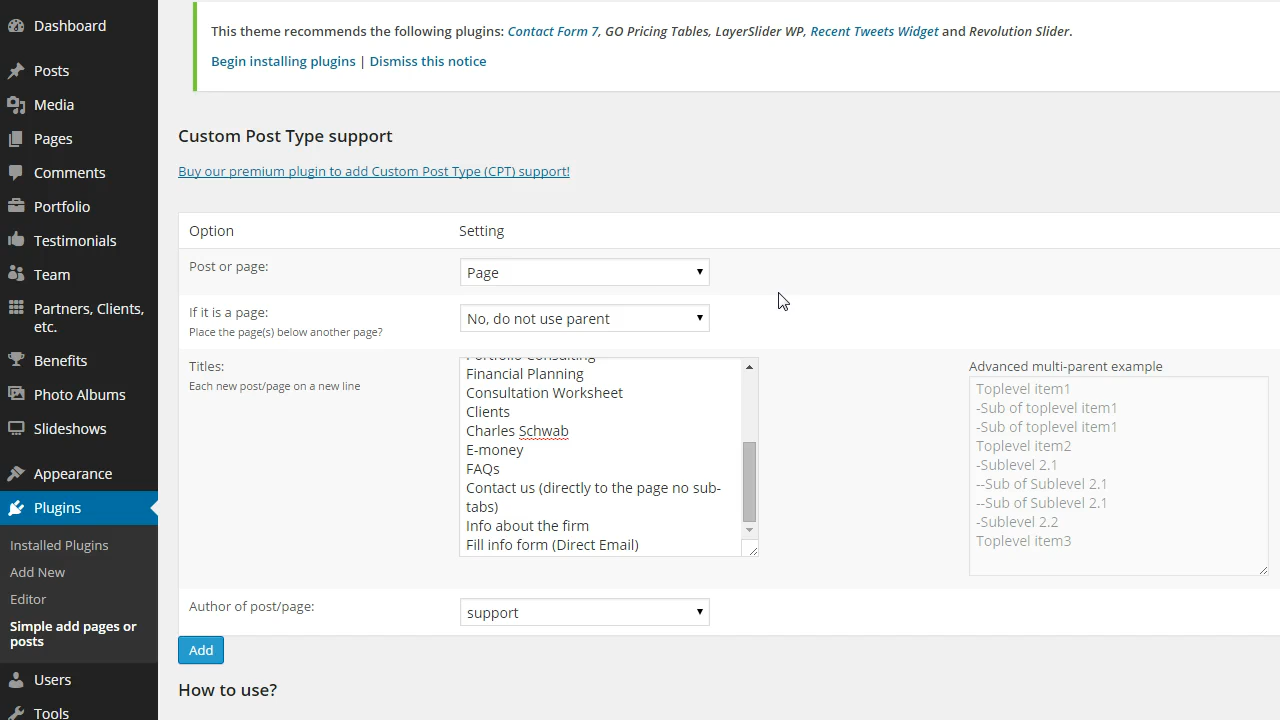 Dashboard
Posts
Media
Pages
Comments
Portfolio
Testimonials
Team
Partners, Clients,
etc.
Benefits
Photo Albums
Slideshows
Appearance
Plugins
Installed Plugins
Add New
Editor
Simple add pages or
posts
Users
Tools
This theme recommends the following plugins: Contact Form 7, GO Pricing Tables, LayerSlider WP, Recent Tweets Widget and Revolution Slider.
Begin installing plugins | Dismiss this notice
Custom Post Type support
Buy our premium plugin to add Custom Post Type (CPT) support!
Option Setting
Post or page: Page
If it is a page: No, do not use parent
Place the page(s) below another page?
Titles:
Each new post/page on a new line
Portfolio Consulting
Financial Planning
Consultation Worksheet
Clients
Charles Schwab
E-money
FAQs
Contact us (directly to the page no sub-
tabs)
Info about the firm
Fill info form (Direct Email)
Advanced multi-parent example
Toplevel item1
-Sub of toplevel item1
-Sub of toplevel item1
Toplevel item2
-Sublevel 2.1
--Sub of Sublevel 2.1
--Sub of Sublevel 2.1
-Sublevel 2.2
Toplevel item3
Author of post/page: support
Add
How to use?